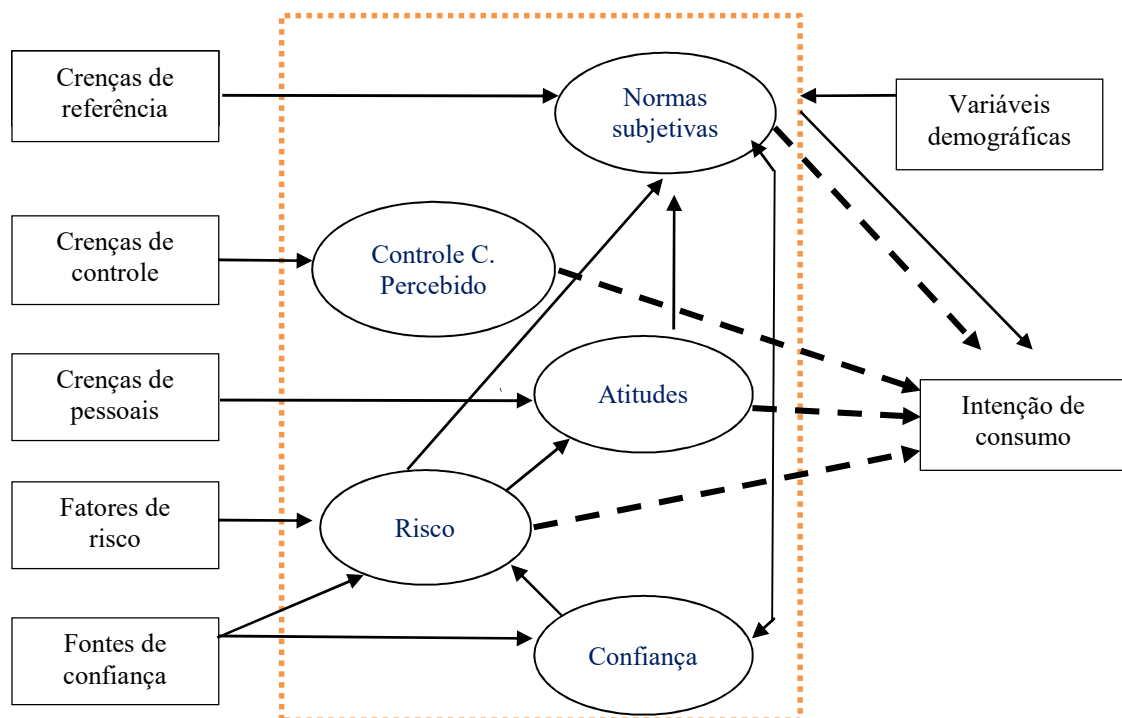 Crenças de
referência
Normas
subjetivas
Variáveis
demográficas
Crenças de
controle
Controle C.
Percebido
Crenças de
pessoais
Atitudes
Intenção de
consumo
Fatores de
risco
Risco
Fontes de
confiança
Confiança